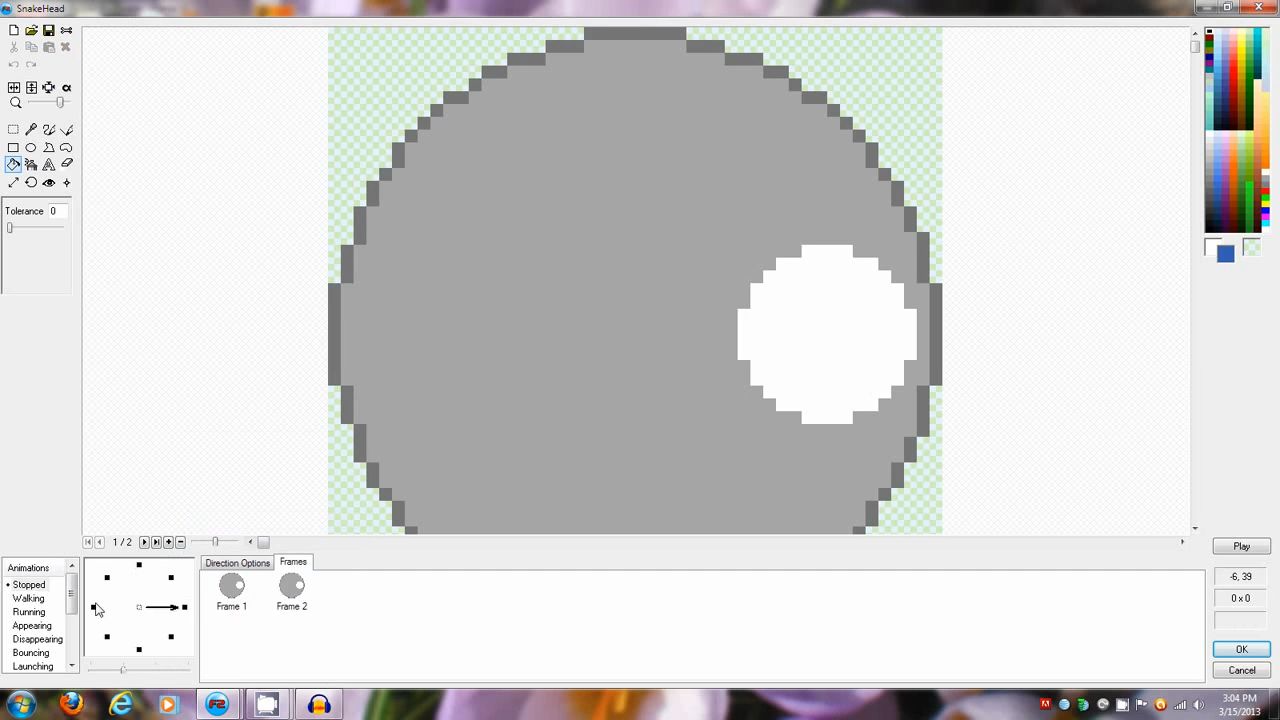 SnakeHead
Tolerance 0
1 / 2
Animations
Stopped
Walking
Running
Appearing
Disappearing
Bouncing
Launching
Direction Options
Frames
Frame 1
Frame 2
Play
-6, 39
0 x 0
OK
Cancel
3:04 PM
3/15/2013